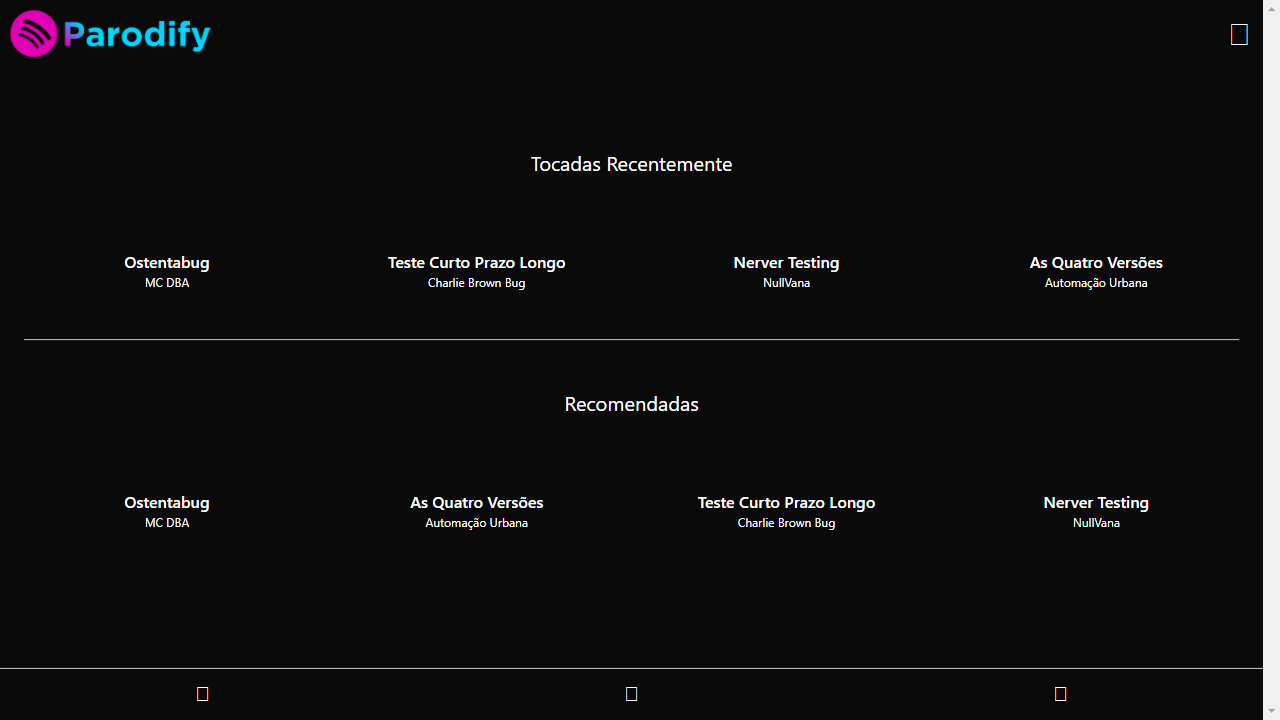 Parodify
Tocadas Recentemente
Ostentabug
MC DBA
Teste Curto Prazo Longo
Charlie Brown Bug
Nerver Testing
NullVana
As Quatro Versões
Automação Urbana
Recomendadas
Ostentabug
MC DBA
As Quatro Versões
Automação Urbana
Teste Curto Prazo Longo
Charlie Brown Bug
Nerver Testing
NullVana